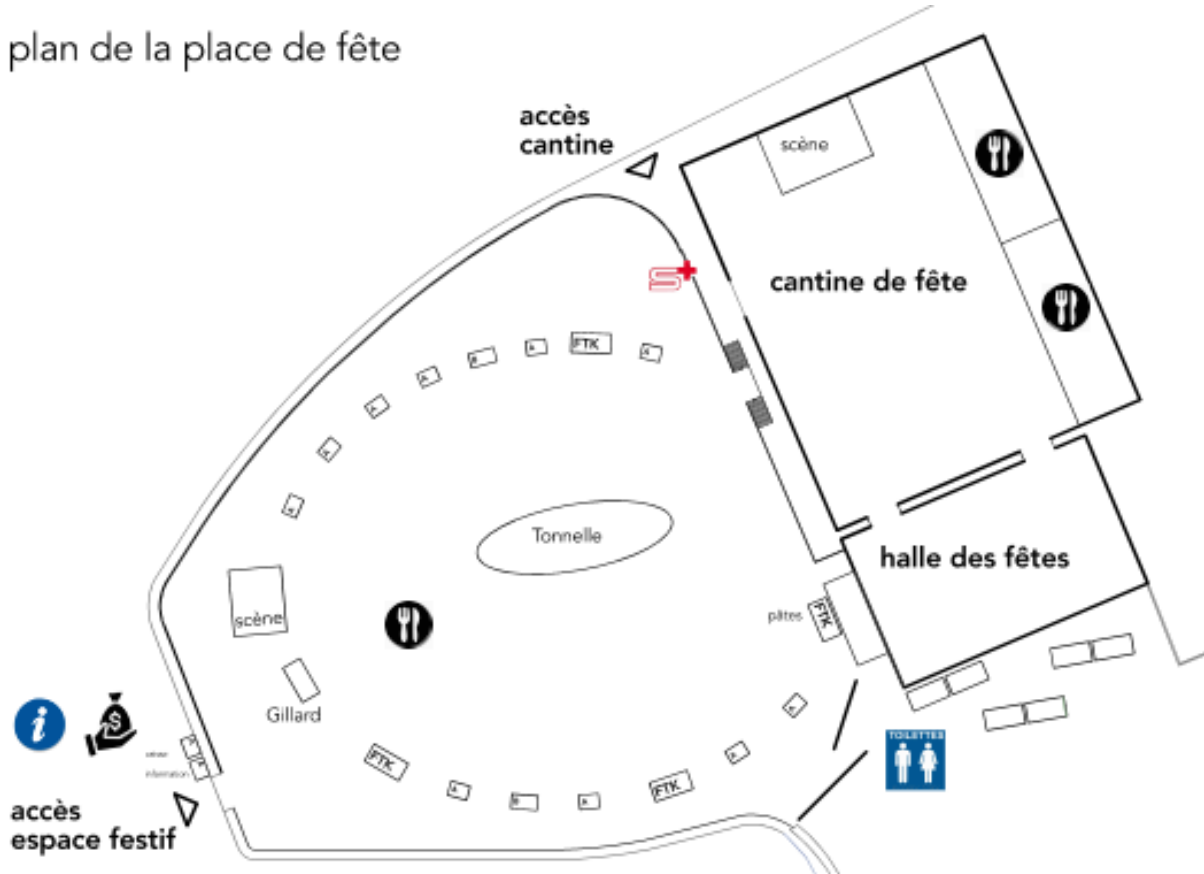 plan de la place de fête
accès
cantine
scène
cantine de fête
FTK
Tonnelle
halle des fêtes
scène
pâtes
FTK
Gillard
TOILETTES
FTK
FTK
information
accès
espace festif